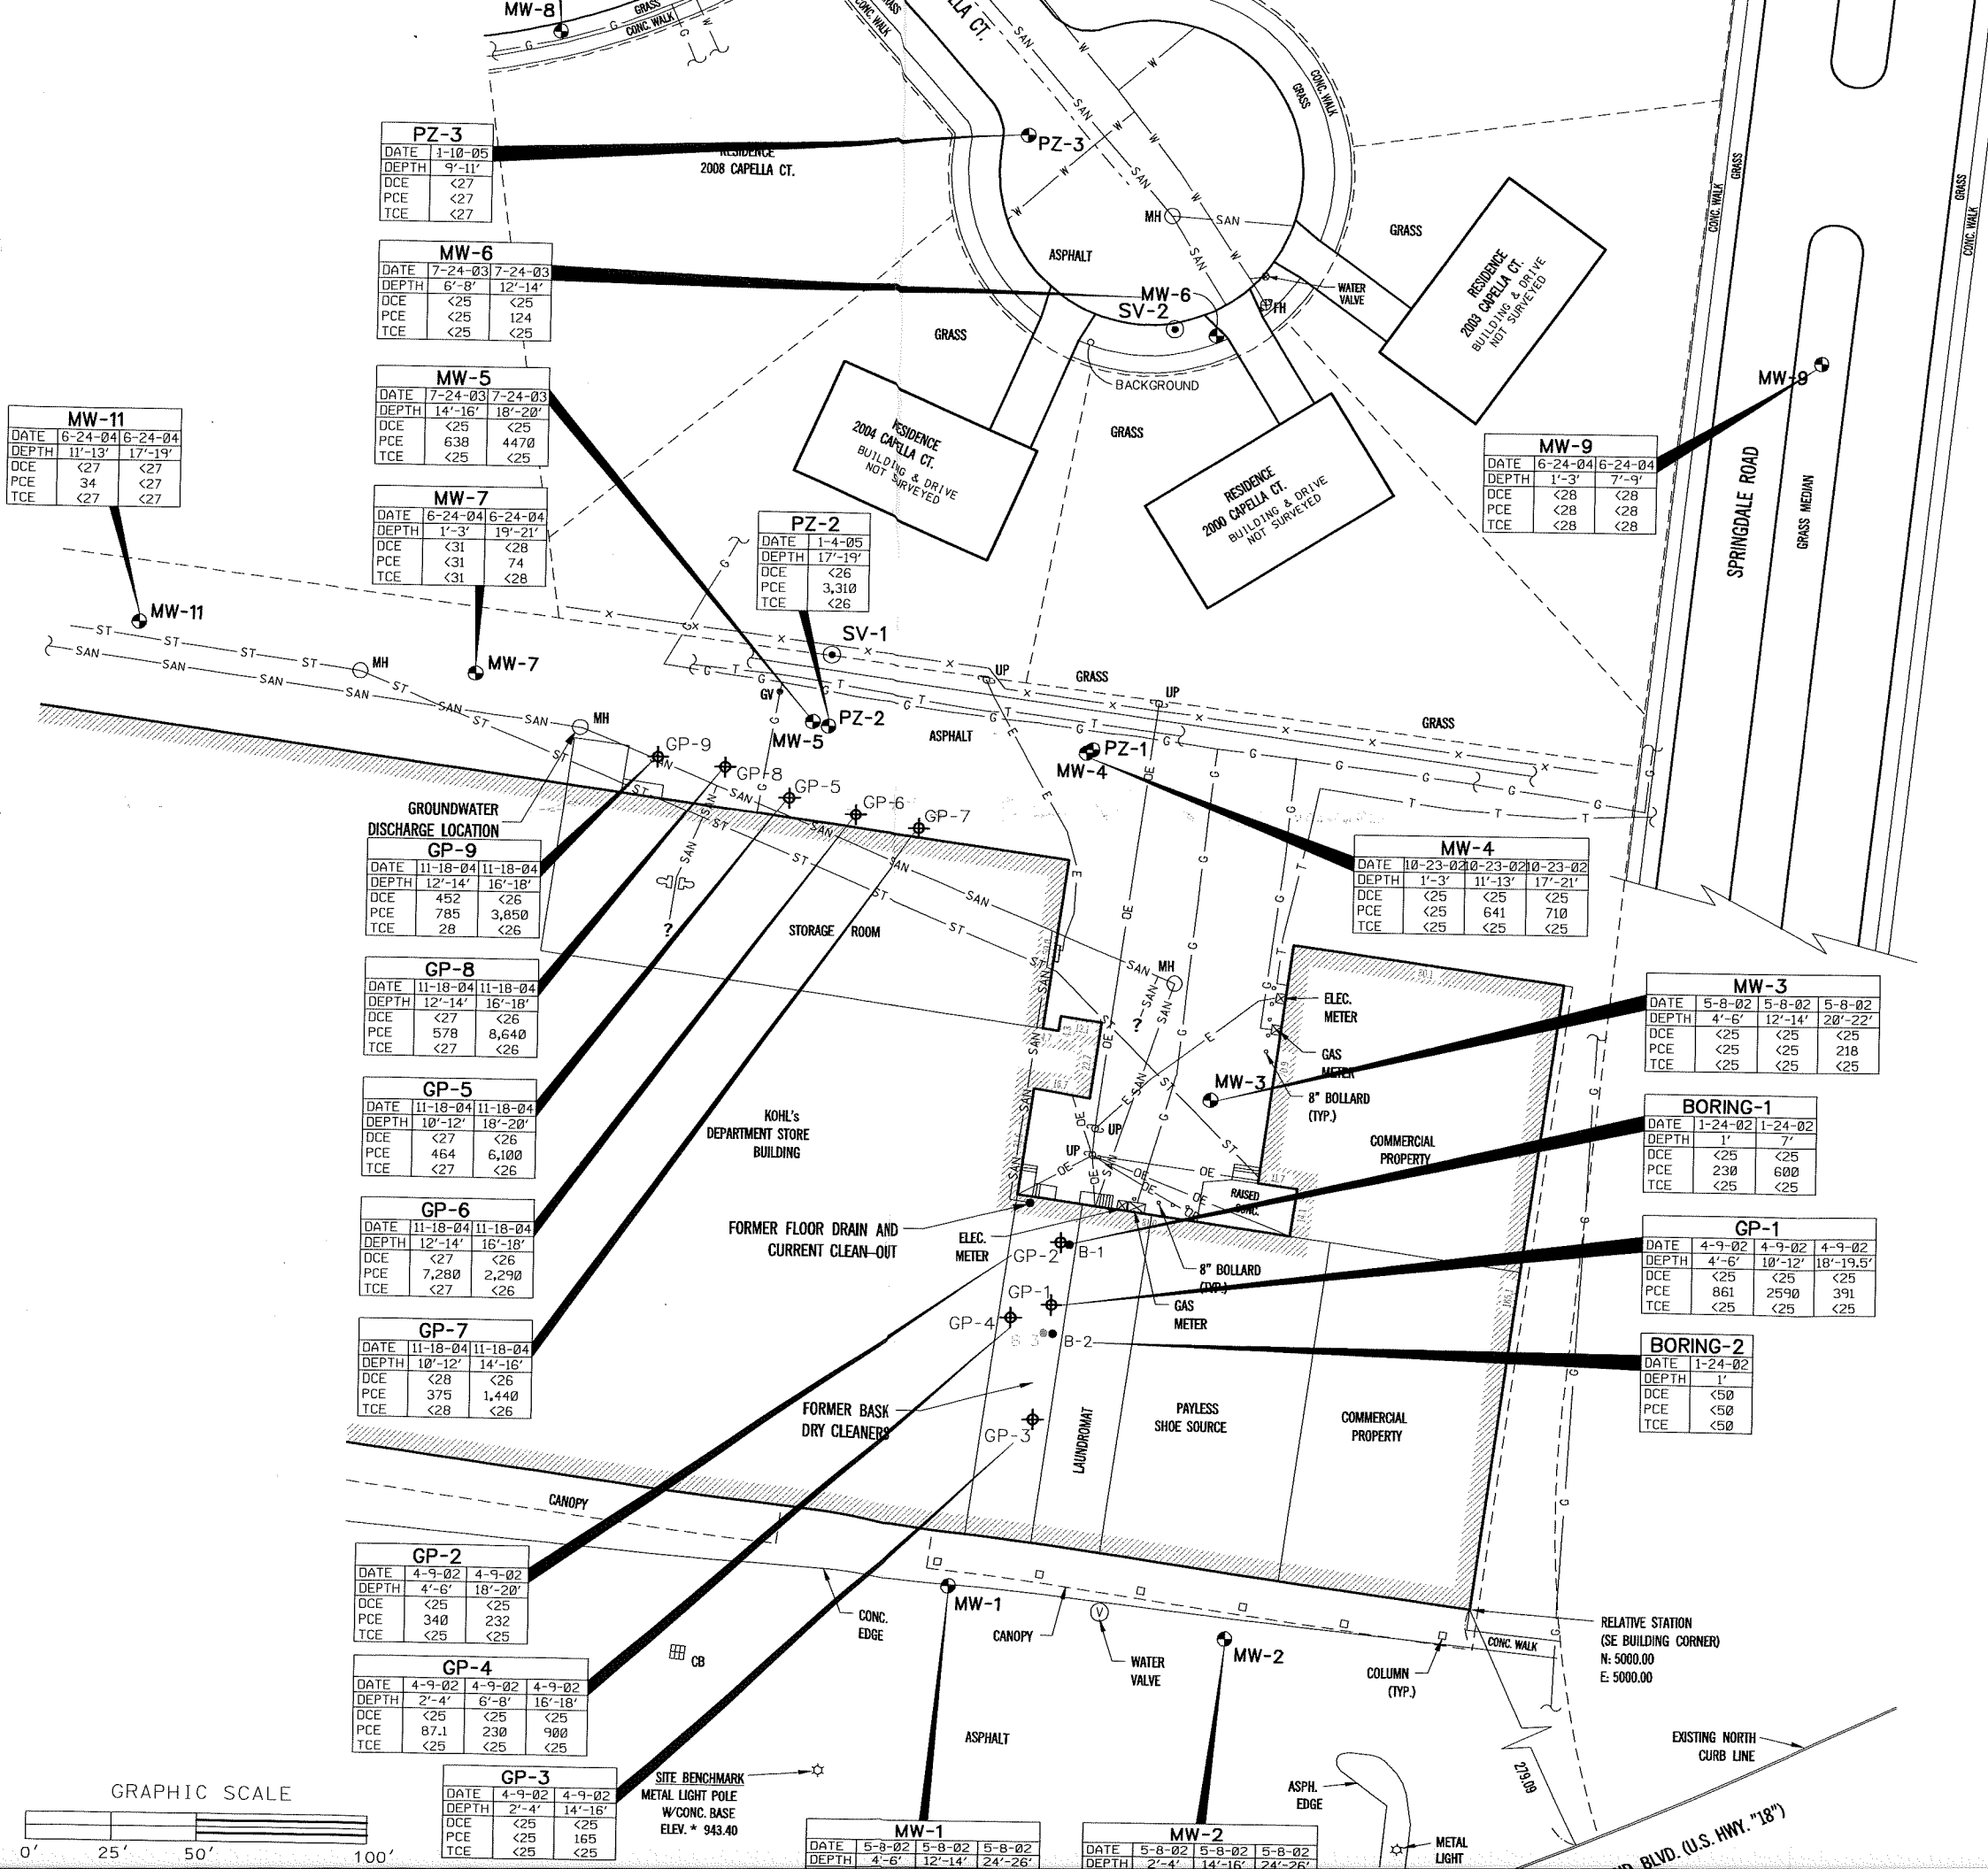 MW-8
GRASS
CONC. WALK
PZ-3
DATE 1-10-05
DEPTH 9'-11'
DCE <27
PCE <27
TCE <27
RESIDENCE
2008 CAPELLA CT.
PZ-3
MH
SAN
ASPHALT
GRASS
CONC. WALK
GRASS
MW-6
DATE 7-24-03 7-24-03
DEPTH 6'-8' 12'-14'
DCE <25 <25
PCE <25 124
TCE <25 <25
MW-6
SV-2
WATER
VALVE
FH
GRASS
BACKGROUND
RESIDENCE
2003 CAPELLA CT.
BUILDING & DRIVE
NOT SURVEYED
MW-5
DATE 7-24-03 7-24-03
DEPTH 14'-16' 18'-20'
DCE <25 <25
PCE 638 4470
TCE <25 <25
MW-11
DATE 6-24-04 6-24-04
DEPTH 11'-13' 17'-19'
DCE <27 <27
PCE 34 <27
TCE <27 <27
RESIDENCE
2004 CAPELLA CT.
BUILDING & DRIVE
NOT SURVEYED
GRASS
RESIDENCE
2000 CAPELLA CT.
BUILDING & DRIVE
NOT SURVEYED
MW-9
MW-9
DATE 6-24-04 6-24-04
DEPTH 1'-3' 7'-9'
DCE <28 <28
PCE <28 <28
TCE <28 <28
SPRINGDALE ROAD
GRASS MEDIAN
MW-7
DATE 6-24-04 6-24-04
DEPTH 1'-3' 19'-21'
DCE <31 <28
PCE <31 74
TCE <31 <28
PZ-2
DATE 1-4-05
DEPTH 17'-19'
DCE <26
PCE 3,310
TCE <26
MW-11
MW-7
SV-1
MH
MH
GV
PZ-2
MW-5
UP
GRASS
UP
GRASS
ASPHALT
PZ-1
MW-4
GP-9
GP-8
GP-5
GP-6
GP-7
GROUNDWATER
DISCHARGE LOCATION
GP-9
DATE 11-18-04 11-18-04
DEPTH 12'-14' 16'-18'
DCE 452 <26
PCE 785 3,850
TCE 28 <26
MW-4
DATE 10-23-02 10-23-02 10-23-02
DEPTH 1'-3' 11'-13' 17'-21'
DCE <25 <25 <25
PCE <25 641 710
TCE <25 <25 <25
STORAGE ROOM
?
GP-8
DATE 11-18-04 11-18-04
DEPTH 12'-14' 16'-18'
DCE <27 <26
PCE 578 8,640
TCE <27 <26
MH
?
ELEC.
METER
GAS
METER
8" BOLLARD
(TYP.)
MW-3
MW-3
DATE 5-8-02 5-8-02 5-8-02
DEPTH 4'-6' 12'-14' 20'-22'
DCE <25 <25 <25
PCE <25 <25 218
TCE <25 <25 <25
GP-5
DATE 11-18-04 11-18-04
DEPTH 10'-12' 18'-20'
DCE <27 <26
PCE 464 6,100
TCE <27 <26
KOHL's
DEPARTMENT STORE
BUILDING
UP
UP
COMMERCIAL
PROPERTY
BORING-1
DATE 1-24-02 1-24-02
DEPTH 1' 7'
DCE <25 <25
PCE 230 600
TCE <25 <25
GP-6
DATE 11-18-04 11-18-04
DEPTH 12'-14' 16'-18'
DCE <27 <26
PCE 7,280 2,290
TCE <27 <26
RAISED
CONC.
FORMER FLOOR DRAIN AND
CURRENT CLEAN-OUT
ELEC.
METER
GP-2
B-1
8" BOLLARD
(TYP.)
GAS
METER
GP-1
DATE 4-9-02 4-9-02 4-9-02
DEPTH 4'-6' 10'-12' 18'-19.5'
DCE <25 <25 <25
PCE 861 2590 391
TCE <25 <25 <25
GP-1
GP-4
B-2
GP-7
DATE 11-18-04 11-18-04
DEPTH 10'-12' 14'-16'
DCE <28 <26
PCE 375 1,440
TCE <28 <26
BORING-2
DATE 1-24-02
DEPTH 1'
DCE <50
PCE <50
TCE <50
FORMER BASK
DRY CLEANERS
GP-3
LAUNDROMAT
PAYLESS
SHOE SOURCE
COMMERCIAL
PROPERTY
CANOPY
GP-2
DATE 4-9-02 4-9-02
DEPTH 4'-6' 18'-20'
DCE <25 <25
PCE 340 232
TCE <25 <25
CONC.
EDGE
MW-1
CANOPY
WATER
VALVE
V
MW-2
COLUMN
(TYP.)
CONC. WALK
RELATIVE STATION
(SE BUILDING CORNER)
N: 5000.00
E: 5000.00
CB
GP-4
DATE 4-9-02 4-9-02 4-9-02
DEPTH 2'-4' 6'-8' 16'-18'
DCE <25 <25 <25
PCE 87.1 230 900
TCE <25 <25 <25
ASPHALT
EXISTING NORTH
CURB LINE
279.09
GP-3
DATE 4-9-02 4-9-02
DEPTH 2'-4' 14'-16'
DCE <25 <25
PCE <25 165
TCE <25 <25
SITE BENCHMARK
METAL LIGHT POLE
W/CONC. BASE
ELEV. * 943.40
ASPH.
EDGE
METAL
LIGHT
GRAPHIC SCALE
0' 25' 50' 100'
MW-1
DATE 5-8-02 5-8-02 5-8-02
DEPTH 4'-6' 12'-14' 24'-26'
MW-2
DATE 5-8-02 5-8-02 5-8-02
DEPTH 2'-4' 14'-16' 24'-26'
BLVD. (U.S. HWY. "18")